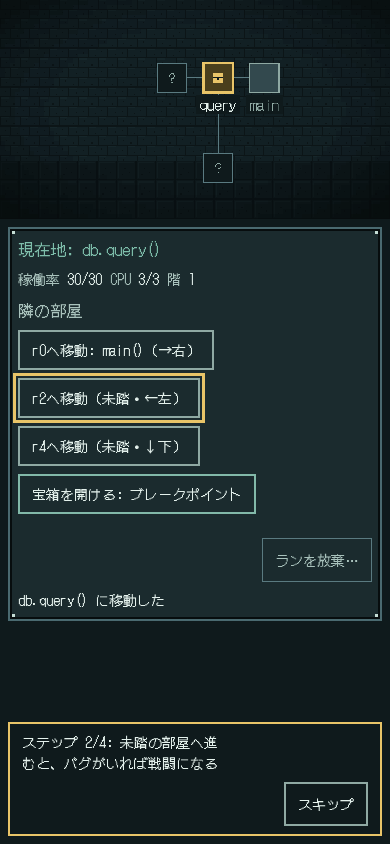 ?
query main
?
現在地: db.query()
稼働率 30/30 CPU 3/3 階 1
隣の部屋
r0へ移動: main() (→右)
r2へ移動 (未踏・←左)
r4へ移動 (未踏・↓下)
宝箱を開ける: ブレークポイント
ランを放棄…
db.query() に移動した
ステップ 2/4: 未踏の部屋へ進
むと、バグがいれば戦闘になる
スキップ